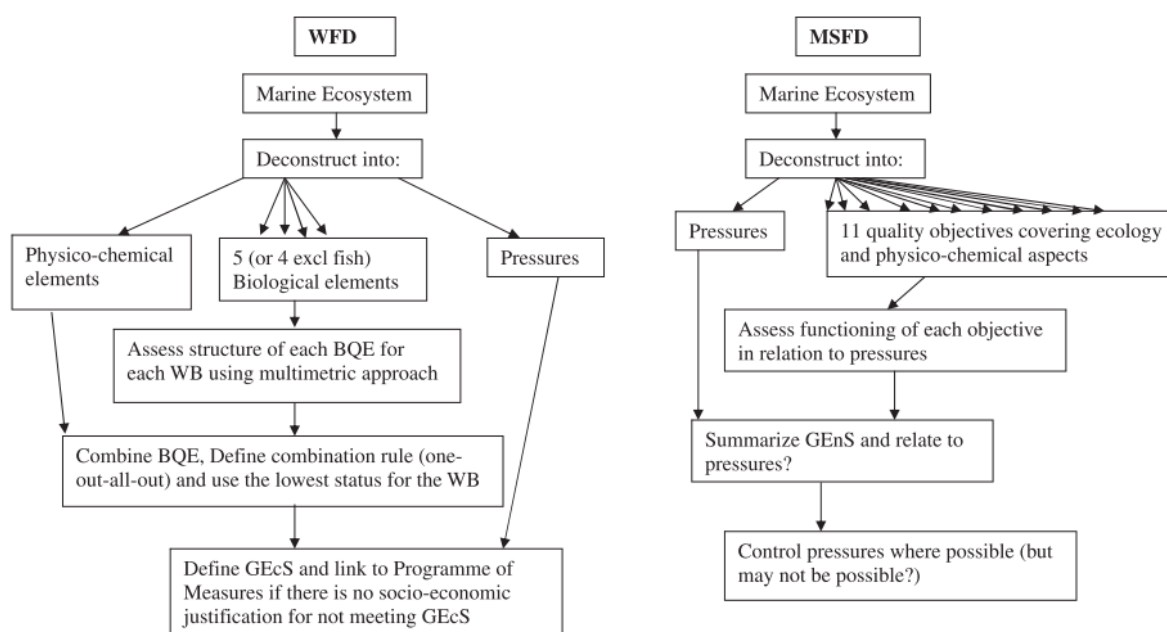 WFD
Marine Ecosystem
Deconstruct into:
Physico-chemical
elements
5 (or 4 excl fish)
Biological elements
Pressures
Assess structure of each BQE for
each WB using multimetric approach
Combine BQE, Define combination rule (one-
out-all-out) and use the lowest status for the WB
Define GEcS and link to Programme of
Measures if there is no socio-economic
justification for not meeting GEcS
MSFD
Marine Ecosystem
Deconstruct into:
Pressures
11 quality objectives covering ecology
and physico-chemical aspects
Assess functioning of each objective
in relation to pressures
Summarize GEnS and relate to
pressures?
Control pressures where possible (but
may not be possible?)